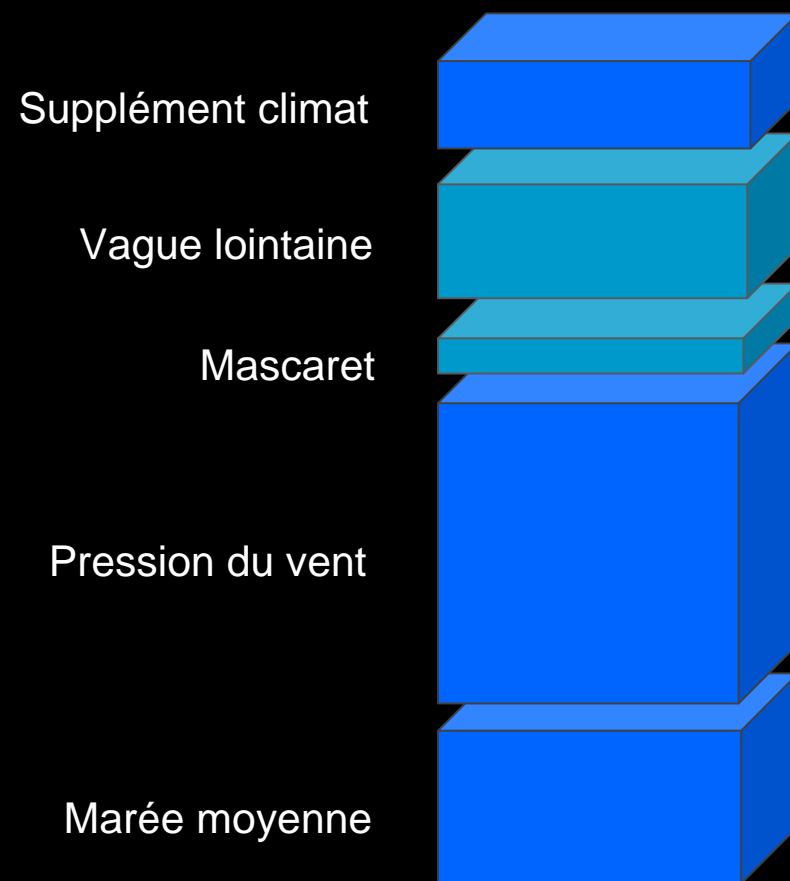 Supplément climat
Vague lointaine
Mascaret
Pression du vent
Marée moyenne